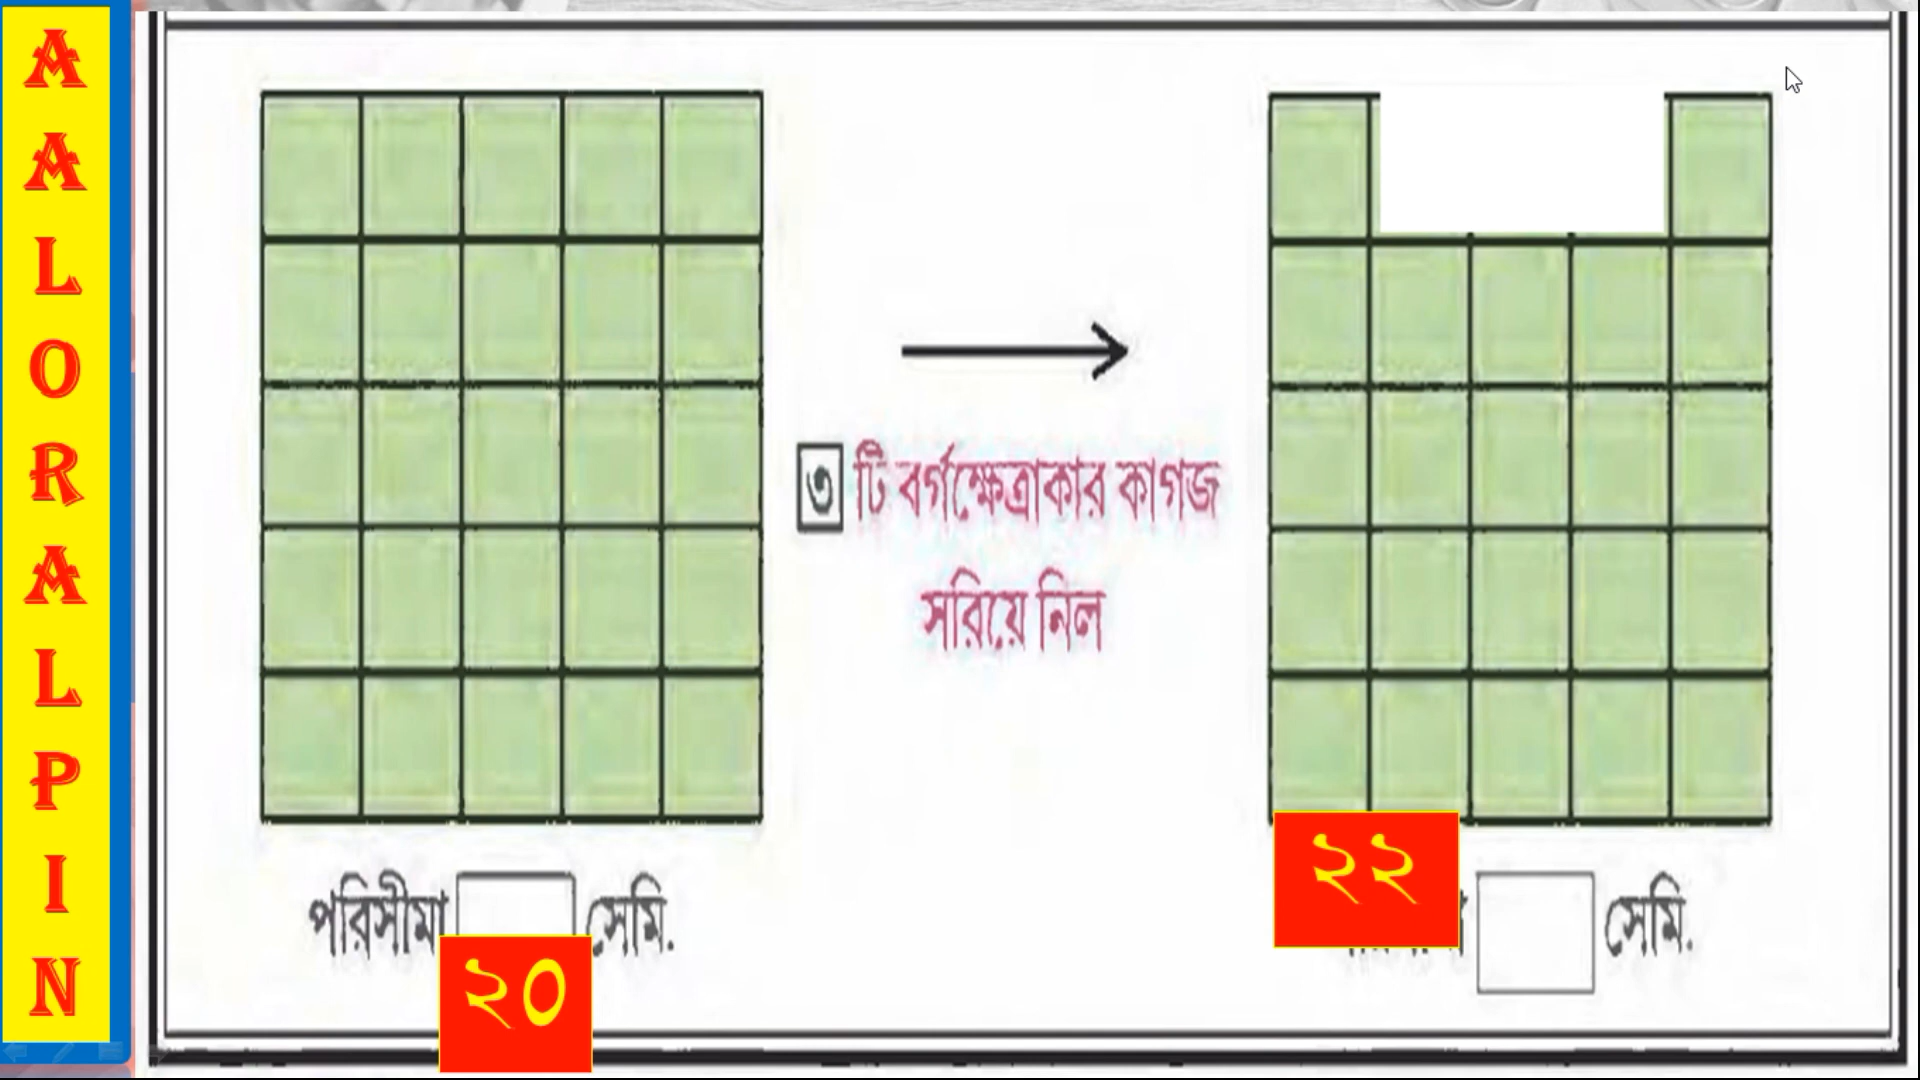 AALORALPIN
৩ টি বর্গক্ষেত্রাকার কাগজ
সরিয়ে নিল
পরিসীমা সেমি.
২০
২২
সেমি.